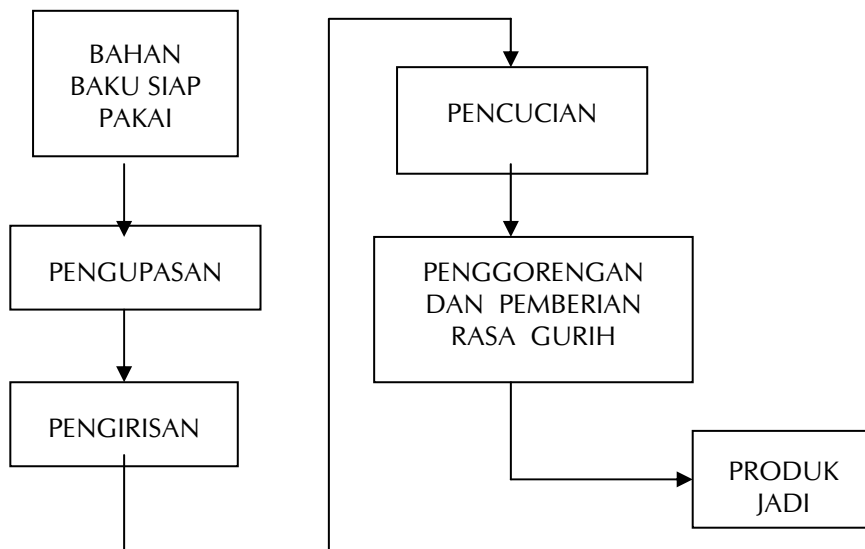 BAHAN
BAKU SIAP
PAKAI
PENGUPASAN
PENGIRISAN
PENCUCIAN
PENGGORENGAN
DAN PEMBERIAN
RASA GURIH
PRODUK
JADI